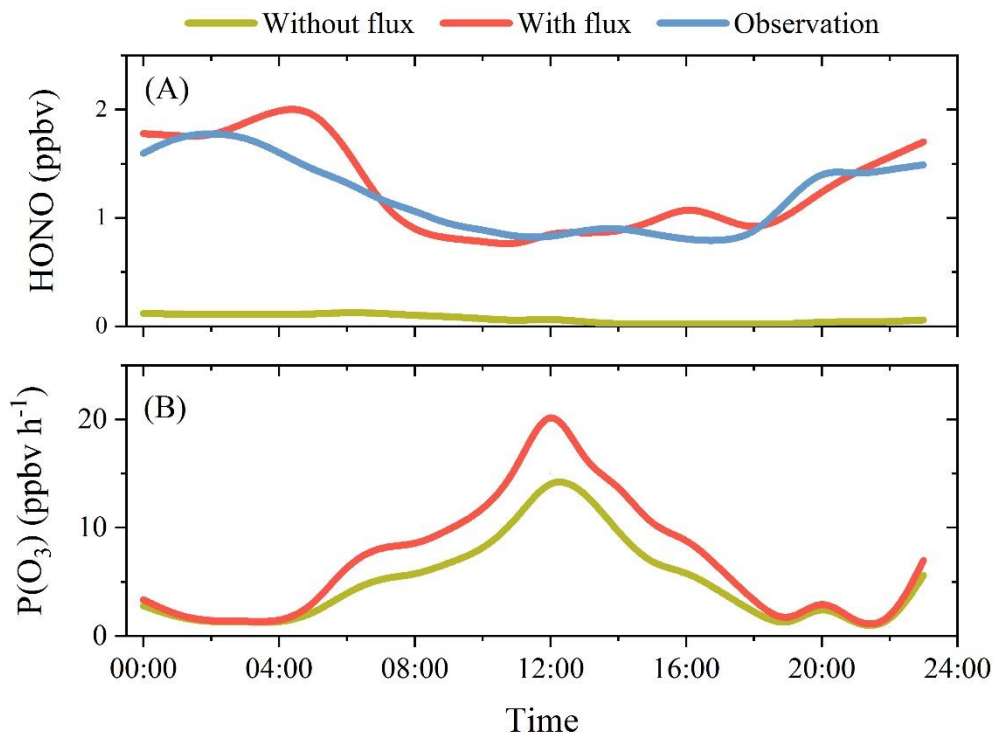 Without flux With flux Observation
(A)
HONO (ppbv)
2
1
0
(B)
P(O₃) (ppbv h⁻¹)
20
10
0
00:00 04:00 08:00 12:00 16:00 20:00 24:00
Time